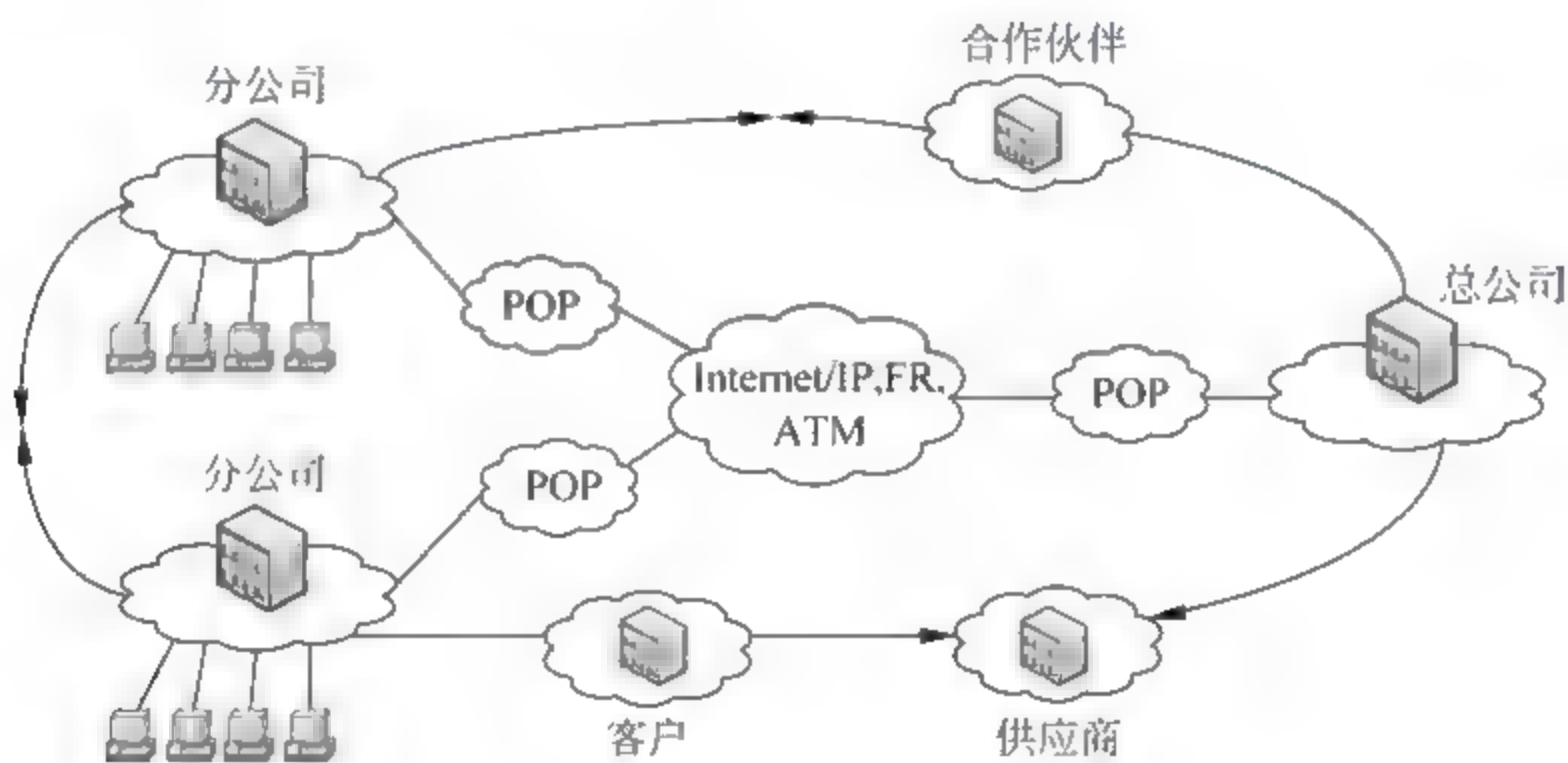 合作伙伴
分公司
总公司
POP
Internet/IP,FR,
ATM
POP
分公司
POP
客户
供应商